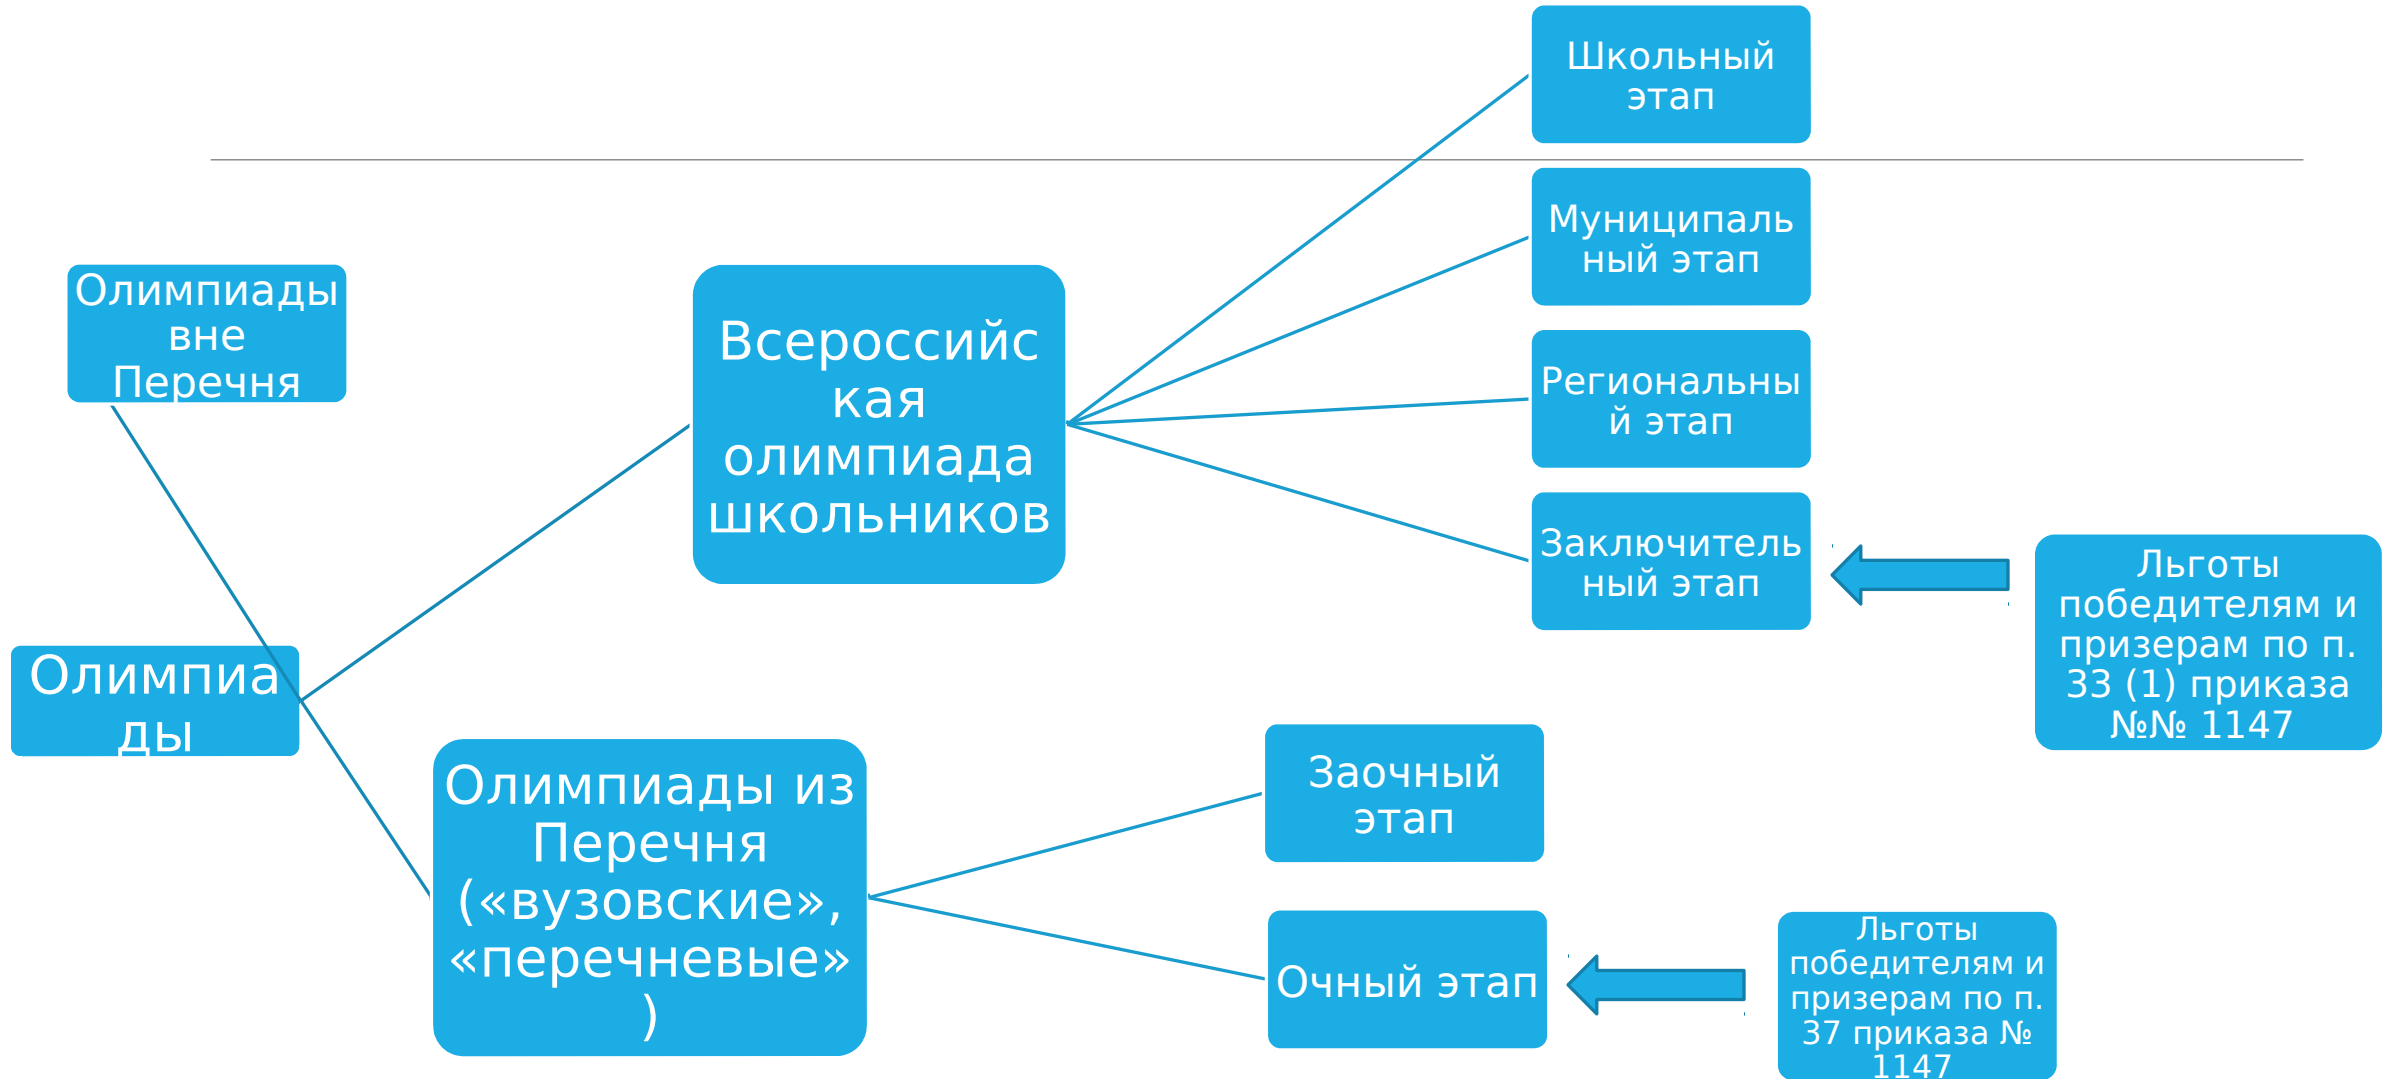 Школьный
этап
Муниципаль
ный этап
Региональны
й этап
Заключитель
ный этап
Льготы
победителям и
призерам по п.
33 (1) приказа
№№ 1147
Олимпиады
вне
Перечня
Всероссийс
кая
олимпиада
школьников
Олимпиа
ды
Олимпиады из
Перечня
(«вузовские»,
«перечневые»
)
Заочный
этап
Очный этап
Льготы
победителям и
призерам по п.
37 приказа №
1147